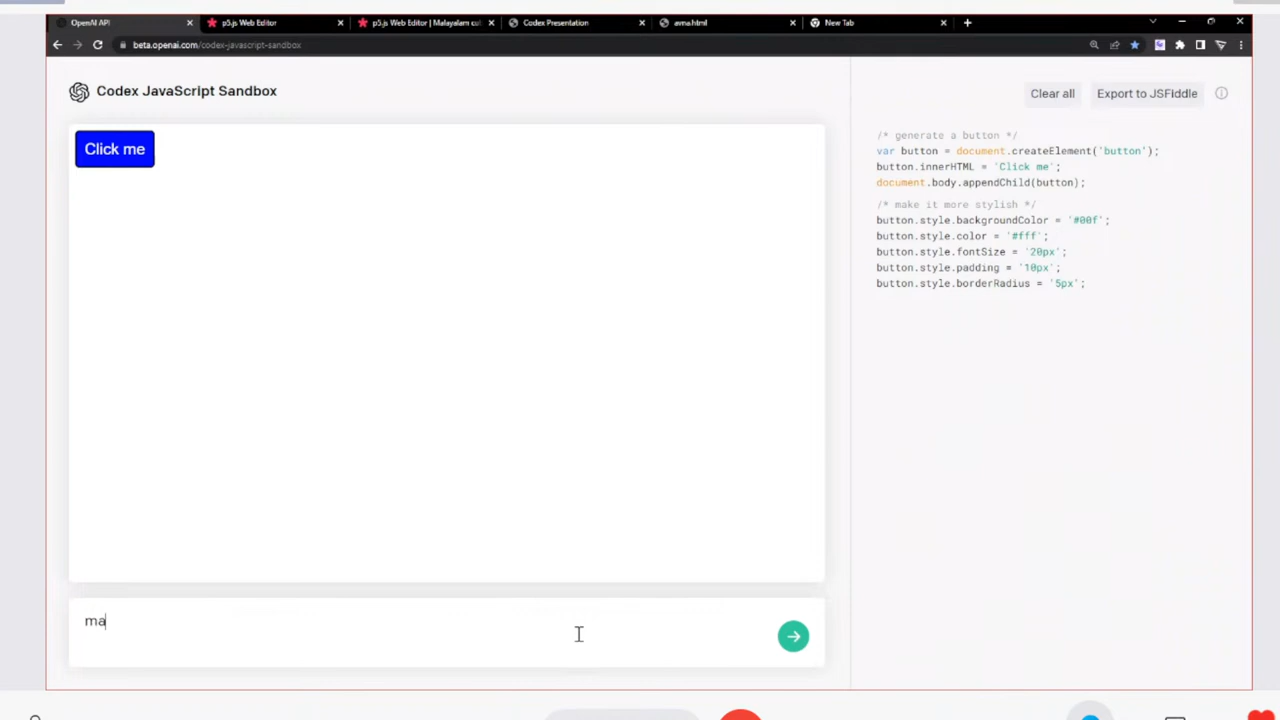 OpenAI API
p5.js Web Editor
p5.js Web Editor | Malayalam cu
Codex Presentation
New Tab
beta.openai.com/codex-javascript-sandbox
Codex JavaScript Sandbox
Clear all
Export to JSFiddle
Click me
/* generate a button */
var button = document.createElement('button');
button.innerHTML = 'Click me';
document.body.appendChild(button);
/* make it more stylish */
button.style.backgroundColor = '#00f';
button.style.color = '#fff';
button.style.fontSize = '20px';
button.style.padding = '10px';
button.style.borderRadius = '5px';
ma